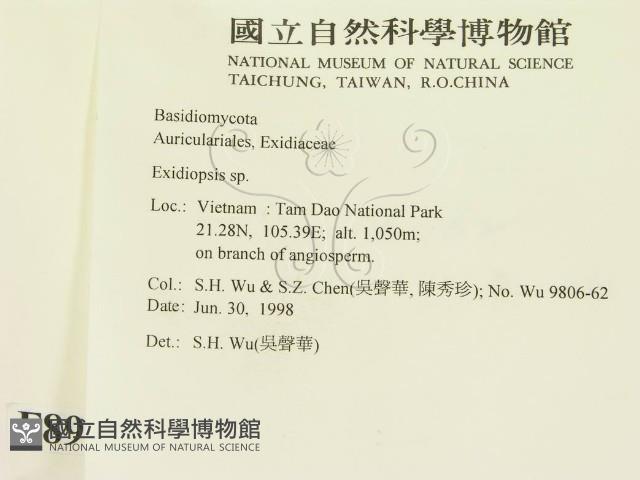 國立自然科學博物館
NATIONAL MUSEUM OF NATURAL SCIENCE
TAICHUNG, TAIWAN, R.O.CHINA
Basidiomycota
Auriculariales, Exidiaceae
Exidiopsis sp.
Loc.: Vietnam : Tam Dao National Park
21.28N, 105.39E; alt. 1,050m;
on branch of angiosperm.
Col.: S.H. Wu & S.Z. Chen(吳聲華, 陳秀珍); No. Wu 9806-62
Date: Jun. 30, 1998
Det.: S.H. Wu(吳聲華)
國立自然科學博物館
NATIONAL MUSEUM OF NATURAL SCIENCE